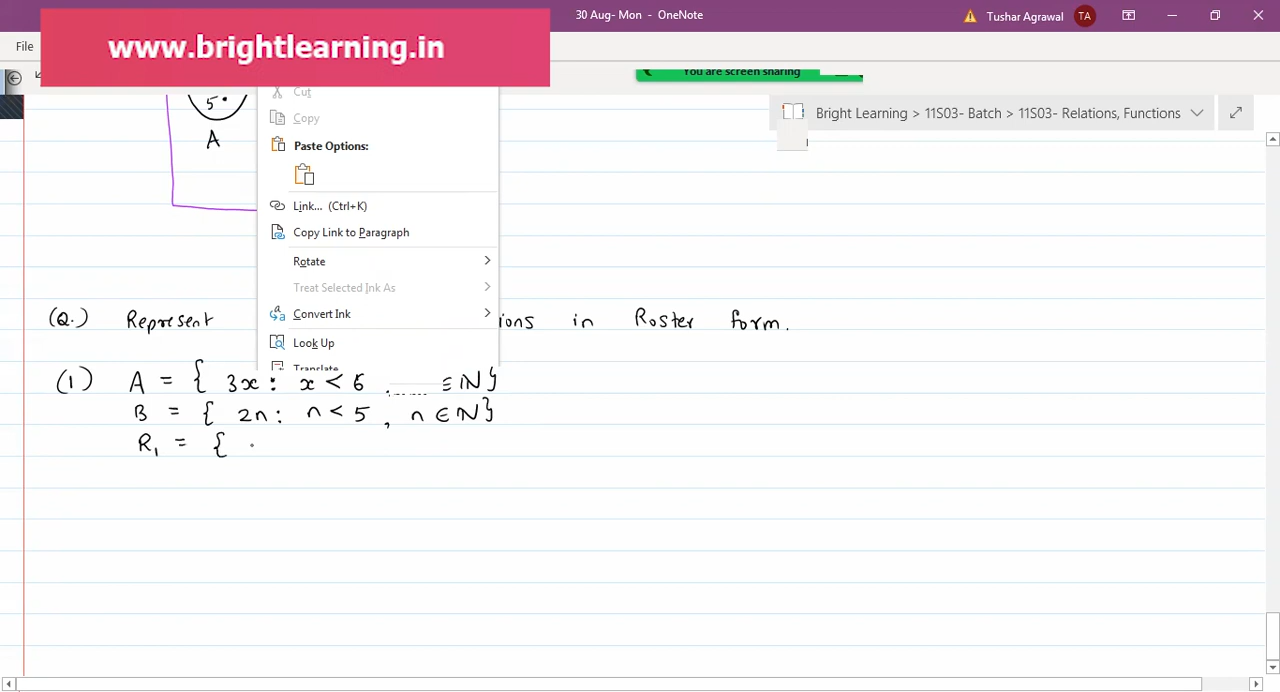 30 Aug- Mon - OneNote
Tushar Agrawal
TA
File
www.brightlearning.in
You are screen sharing
Bright Learning > 11S03- Batch > 11S03- Relations, Functions
5.
A
Cut
Copy
Paste Options:
Link... (Ctrl+K)
Copy Link to Paragraph
Rotate
Treat Selected Ink As
Convert Ink
Look Up
Translate
(Q.) Represent ions in Roster form.
(1) A = { 3x : x < 6 , ∈ ℕ}
B = { 2n : n < 5 , n ∈ ℕ}
R₁ = {